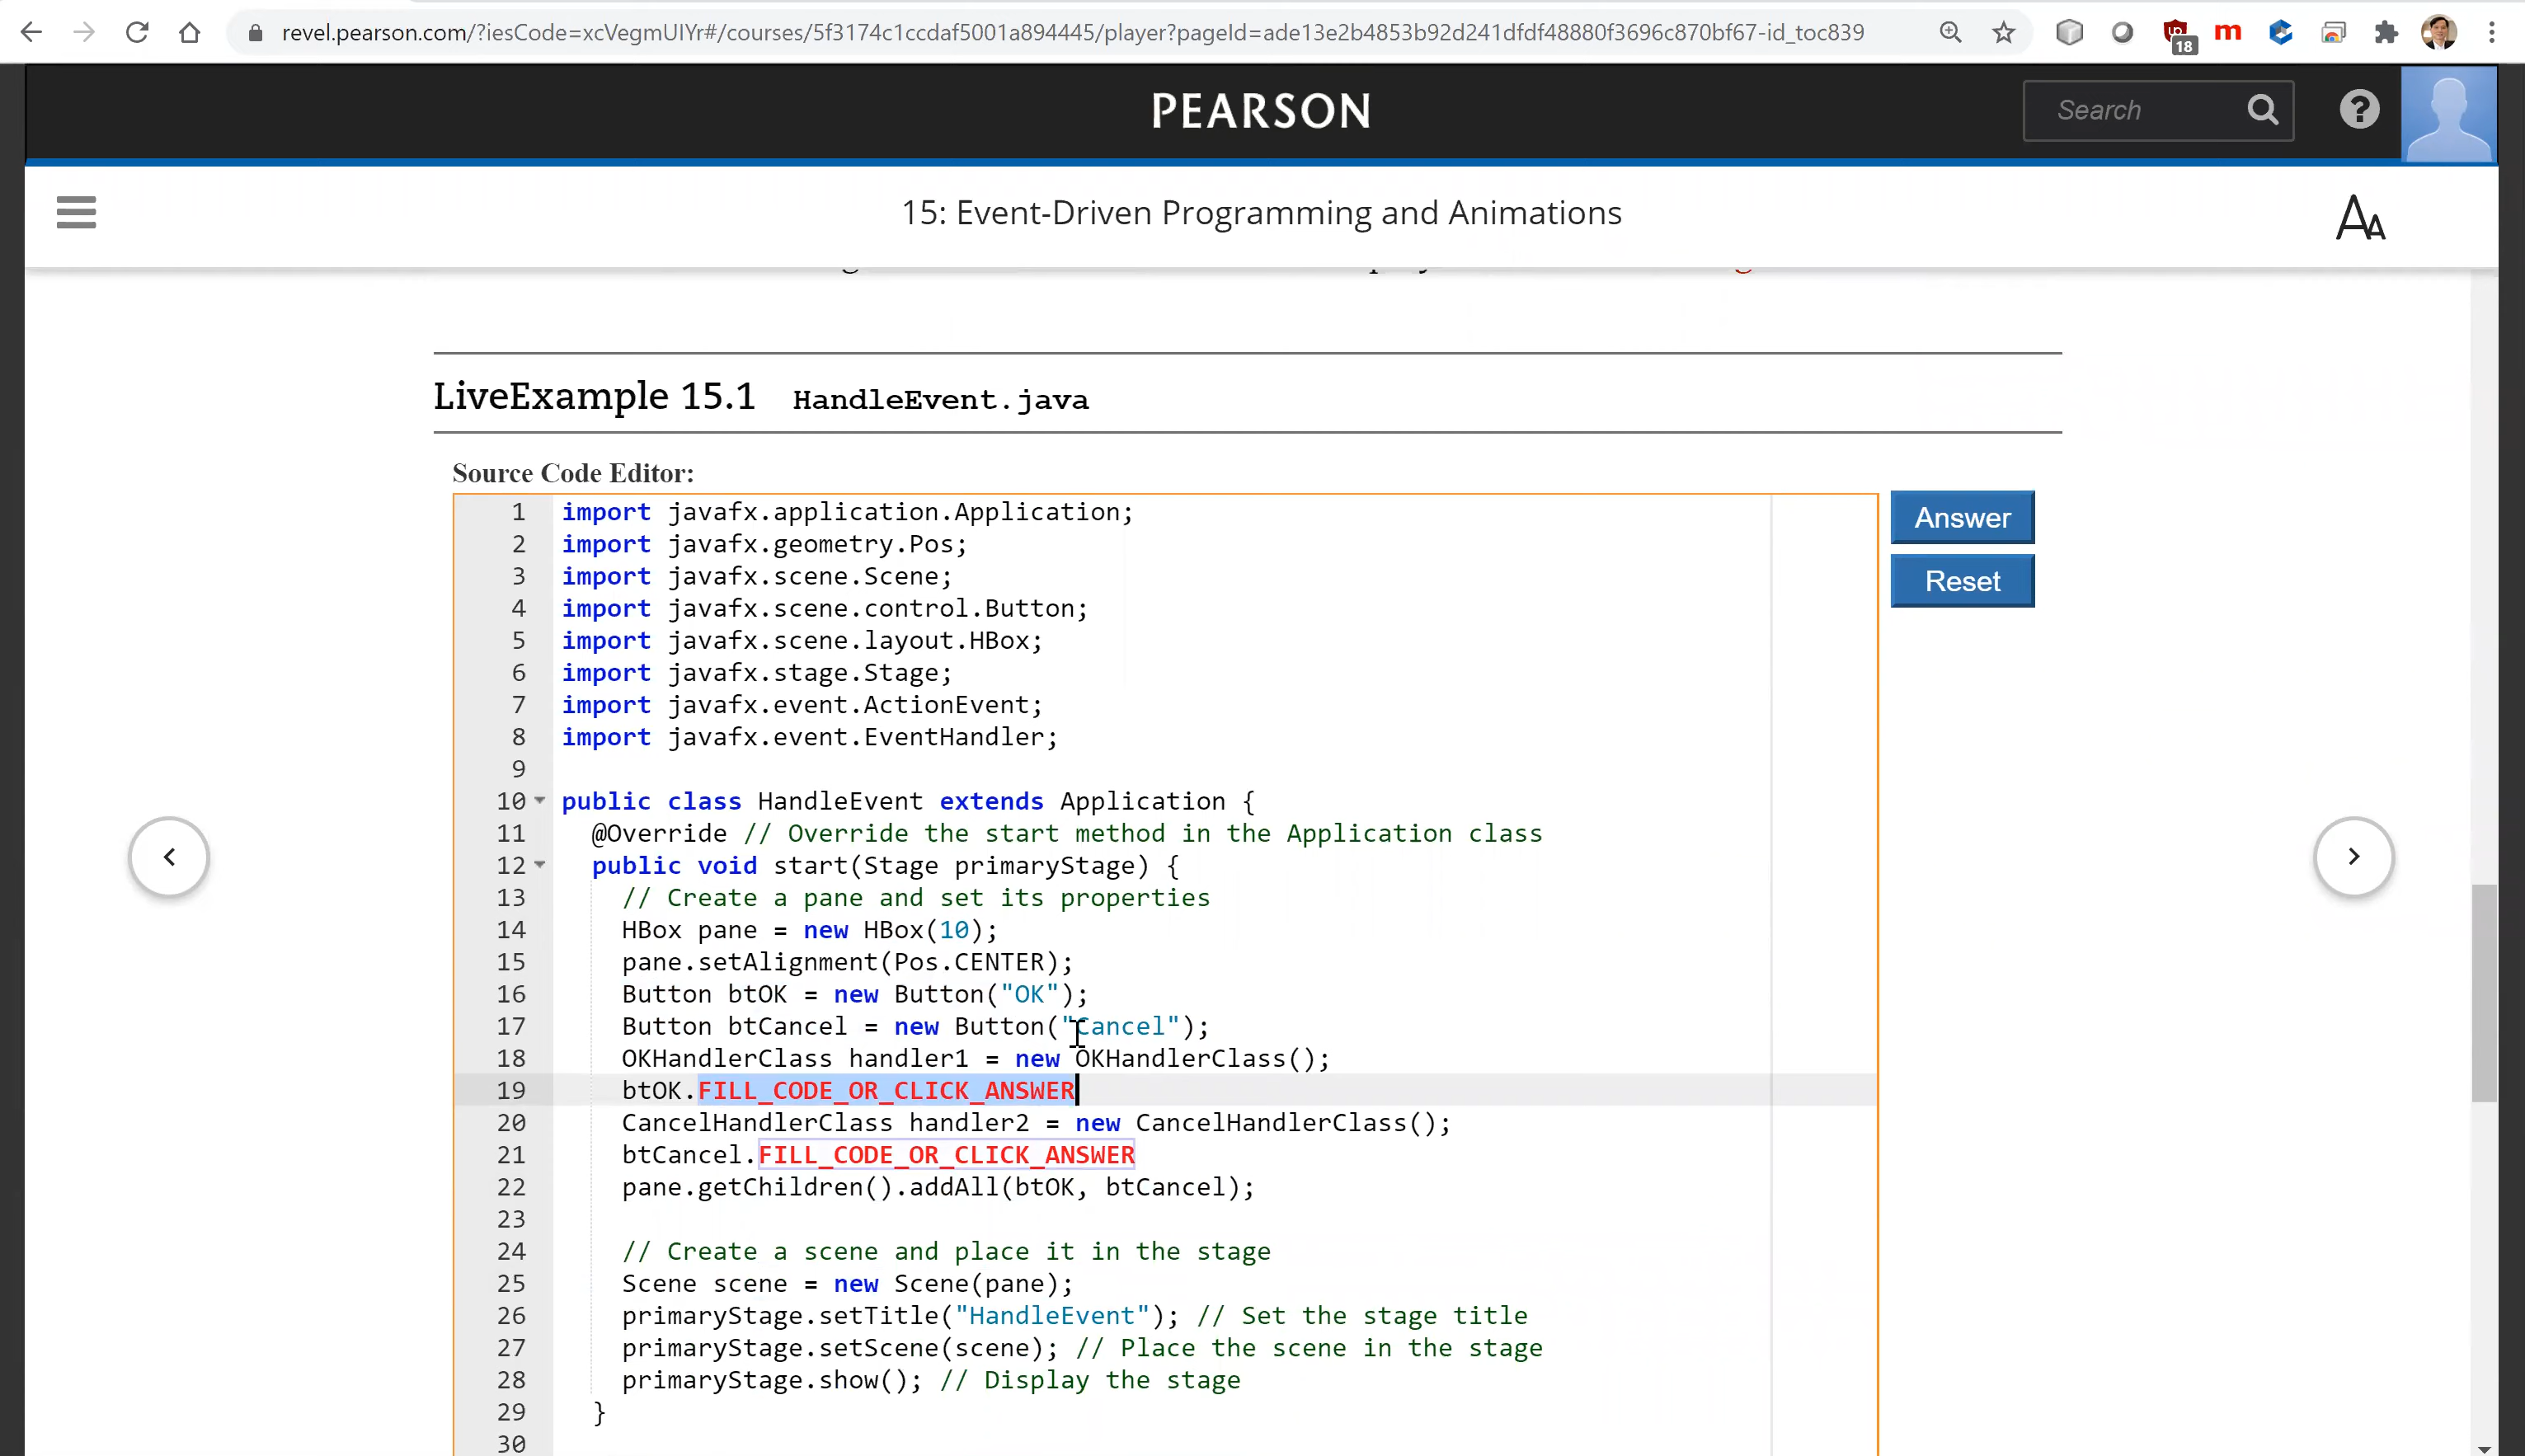 revel.pearson.com/?iesCode=xcVegmUIYr#/courses/5f3174c1ccdaf5001a894445/player?pageId=ade13e2b4853b92d241dfdf48880f3696c870bf67-id_toc839
18
m
PEARSON
Search
?
15: Event-Driven Programming and Animations
AA
LiveExample 15.1 HandleEvent.java
Source Code Editor:
Answer
Reset
1 import javafx.application.Application;
2 import javafx.geometry.Pos;
3 import javafx.scene.Scene;
4 import javafx.scene.control.Button;
5 import javafx.scene.layout.HBox;
6 import javafx.stage.Stage;
7 import javafx.event.ActionEvent;
8 import javafx.event.EventHandler;
9
10 public class HandleEvent extends Application {
11 @Override // Override the start method in the Application class
12 public void start(Stage primaryStage) {
13 // Create a pane and set its properties
14 HBox pane = new HBox(10);
15 pane.setAlignment(Pos.CENTER);
16 Button btOK = new Button("OK");
17 Button btCancel = new Button("Cancel");
18 OKHandlerClass handler1 = new OKHandlerClass();
19 btOK.FILL_CODE_OR_CLICK_ANSWER
20 CancelHandlerClass handler2 = new CancelHandlerClass();
21 btCancel.FILL_CODE_OR_CLICK_ANSWER
22 pane.getChildren().addAll(btOK, btCancel);
23
24 // Create a scene and place it in the stage
25 Scene scene = new Scene(pane);
26 primaryStage.setTitle("HandleEvent"); // Set the stage title
27 primaryStage.setScene(scene); // Place the scene in the stage
28 primaryStage.show(); // Display the stage
29 }
30